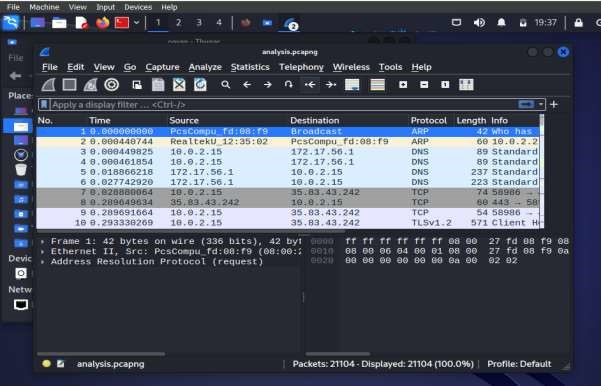 File Machine View Input Devices Help
1 2 3 4
2
19:37
File
Places
Devic
Netw
analysis.pcapng
File Edit View Go Capture Analyze Statistics Telephony Wireless Tools Help
Apply a display filter ... <Ctrl-/>
No. Time Source Destination Protocol Length Info
1 0.000000000 PcsCompu_fd:08:f9 Broadcast ARP 42 Who has
2 0.000440744 RealtekU_12:35:02 PcsCompu_fd:08:f9 ARP 60 10.0.2.2
3 0.000449825 10.0.2.15 172.17.56.1 DNS 89 Standard
4 0.000461854 10.0.2.15 172.17.56.1 DNS 89 Standard
5 0.018866218 172.17.56.1 10.0.2.15 DNS 237 Standard
6 0.027742920 172.17.56.1 10.0.2.15 DNS 223 Standard
7 0.028880064 10.0.2.15 35.83.43.242 TCP 74 58986 →
8 0.289649634 35.83.43.242 10.0.2.15 TCP 60 443 → 58
9 0.289691664 10.0.2.15 35.83.43.242 TCP 54 58986 →
10 0.293330269 10.0.2.15 35.83.43.242 TLSv1.2 571 Client He
Frame 1: 42 bytes on wire (336 bits), 42 byt
Ethernet II, Src: PcsCompu_fd:08:f9 (08:00:2
Address Resolution Protocol (request)
0000 ff ff ff ff ff ff 08 00 27 fd 08 f9 08
0010 08 00 06 04 00 01 08 00 27 fd 08 f9 0a
0020 00 00 00 00 00 00 0a 00 02 02
analysis.pcapng
Packets: 21104 · Displayed: 21104 (100.0%)
Profile: Default